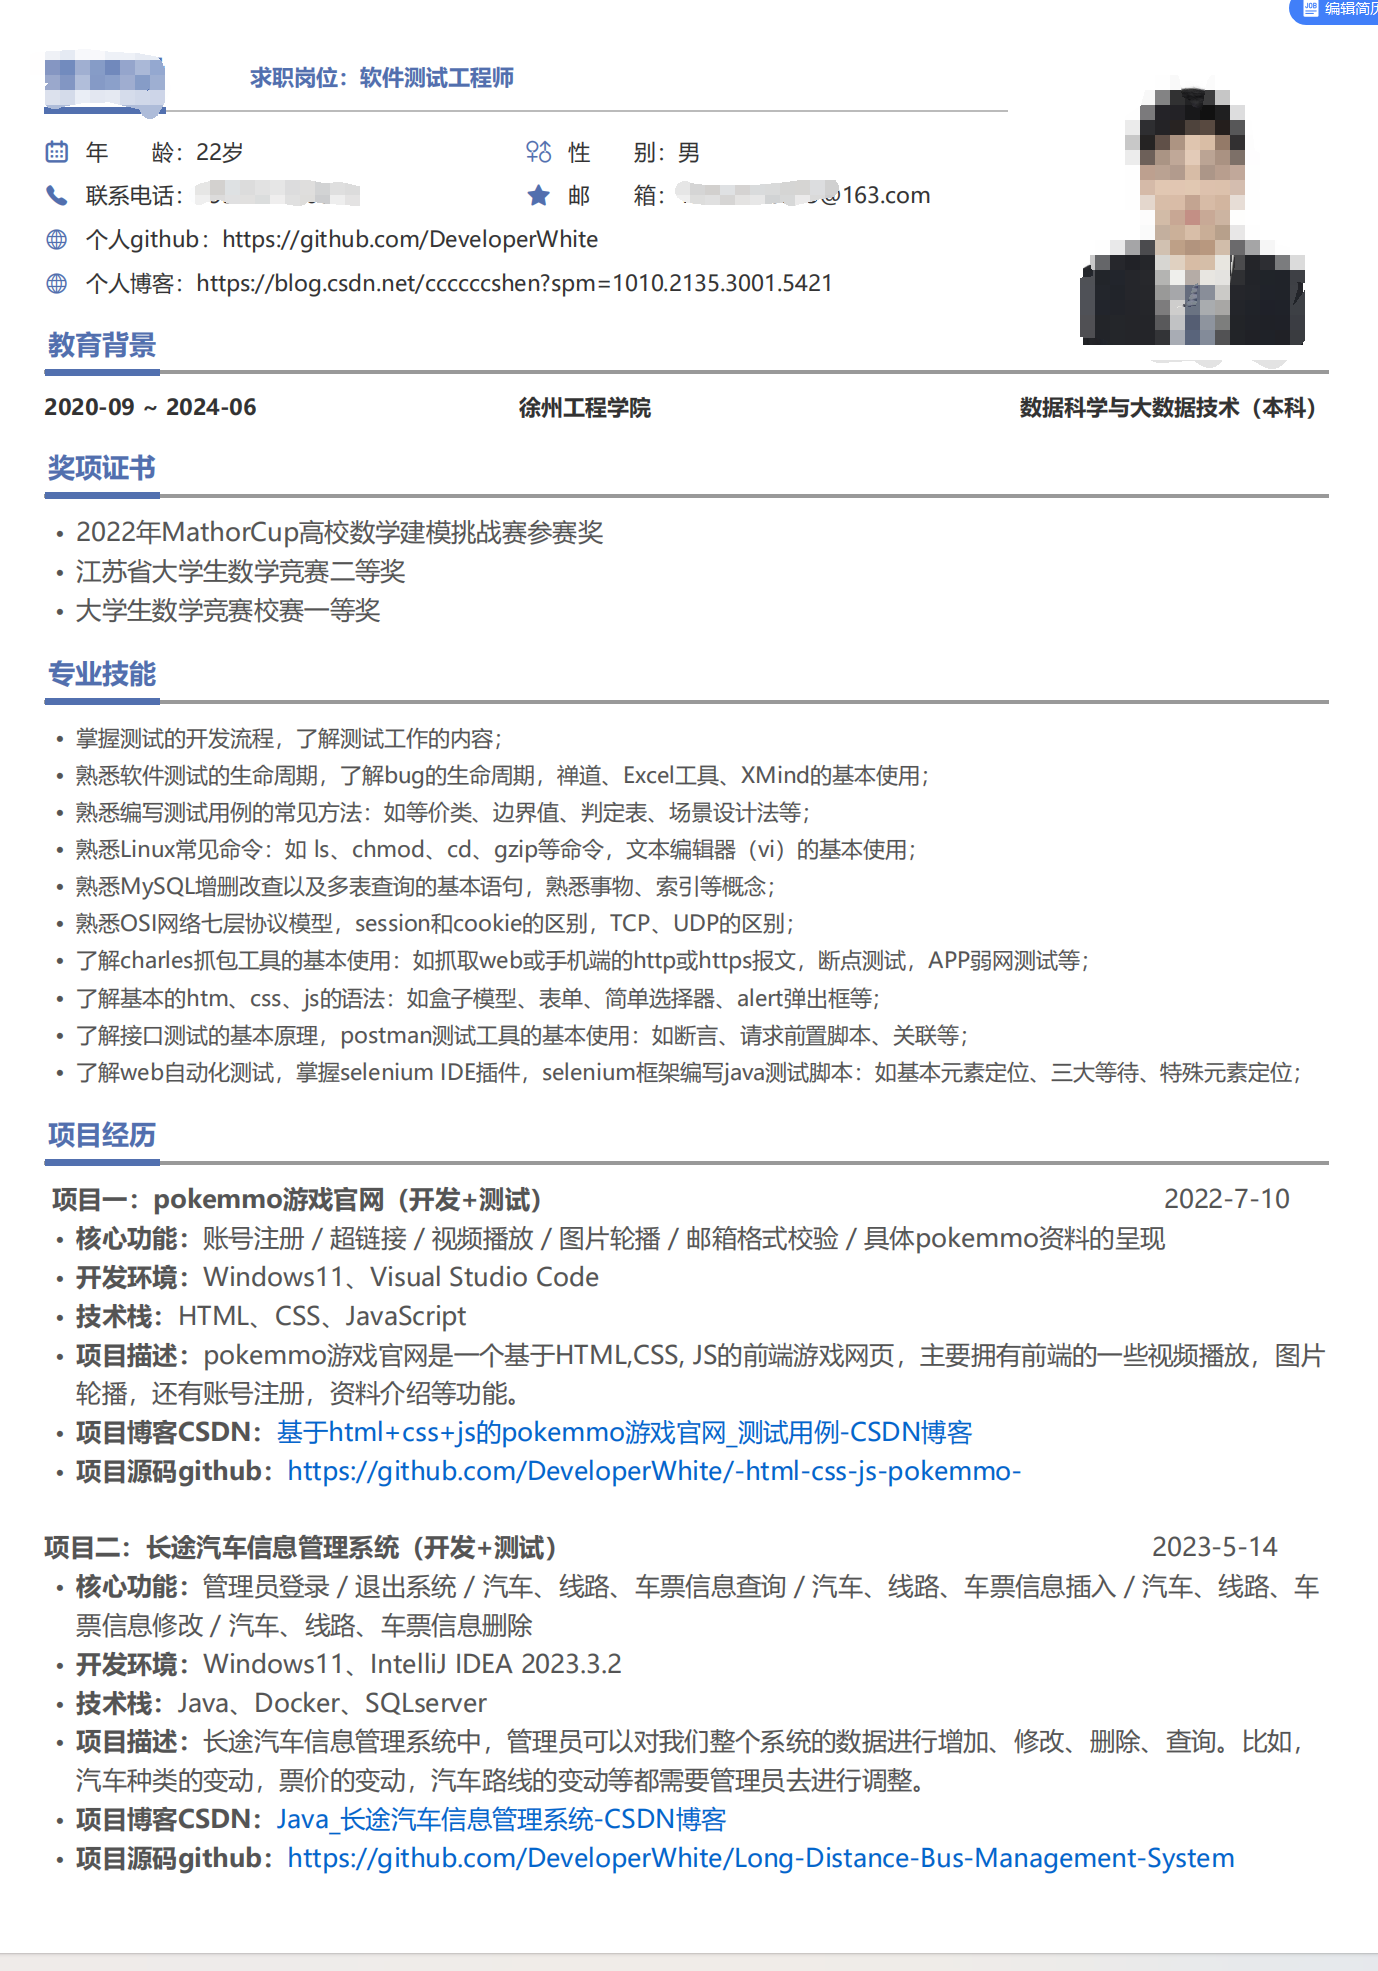 编辑简历
求职岗位：软件测试工程师
年 龄：22岁
性 别：男
联系电话：
邮 箱：@163.com
个人github：https://github.com/DeveloperWhite
个人博客：https://blog.csdn.net/ccccccshen?spm=1010.2135.3001.5421
教育背景
2020-09 ~ 2024-06 徐州工程学院 数据科学与大数据技术（本科）
奖项证书
• 2022年MathorCup高校数学建模挑战赛参赛奖
• 江苏省大学生数学竞赛二等奖
• 大学生数学竞赛校赛一等奖
专业技能
• 掌握测试的开发流程，了解测试工作的内容；
• 熟悉软件测试的生命周期，了解bug的生命周期，禅道、Excel工具、XMind的基本使用；
• 熟悉编写测试用例的常见方法：如等价类、边界值、判定表、场景设计法等；
• 熟悉Linux常见命令：如 ls、chmod、cd、gzip等命令，文本编辑器（vi）的基本使用；
• 熟悉MySQL增删改查以及多表查询的基本语句，熟悉事物、索引等概念；
• 熟悉OSI网络七层协议模型，session和cookie的区别，TCP、UDP的区别；
• 了解charles抓包工具的基本使用：如抓取web或手机端的http或https报文，断点测试，APP弱网测试等；
• 了解基本的htm、css、js的语法：如盒子模型、表单、简单选择器、alert弹出框等；
• 了解接口测试的基本原理，postman测试工具的基本使用：如断言、请求前置脚本、关联等；
• 了解web自动化测试，掌握selenium IDE插件，selenium框架编写java测试脚本：如基本元素定位、三大等待、特殊元素定位；
项目经历
项目一：pokemmo游戏官网（开发+测试） 2022-7-10
• 核心功能：账号注册 / 超链接 / 视频播放 / 图片轮播 / 邮箱格式校验 / 具体pokemmo资料的呈现
• 开发环境：Windows11、Visual Studio Code
• 技术栈：HTML、CSS、JavaScript
• 项目描述：pokemmo游戏官网是一个基于HTML,CSS, JS的前端游戏网页，主要拥有前端的一些视频播放，图片
轮播，还有账号注册，资料介绍等功能。
• 项目博客CSDN：基于html+css+js的pokemmo游戏官网_测试用例-CSDN博客
• 项目源码github：https://github.com/DeveloperWhite/-html-css-js-pokemmo-
项目二：长途汽车信息管理系统（开发+测试） 2023-5-14
• 核心功能：管理员登录 / 退出系统 / 汽车、线路、车票信息查询 / 汽车、线路、车票信息插入 / 汽车、线路、车
票信息修改 / 汽车、线路、车票信息删除
• 开发环境：Windows11、IntelliJ IDEA 2023.3.2
• 技术栈：Java、Docker、SQLserver
• 项目描述：长途汽车信息管理系统中，管理员可以对我们整个系统的数据进行增加、修改、删除、查询。比如，
汽车种类的变动，票价的变动，汽车路线的变动等都需要管理员去进行调整。
• 项目博客CSDN：Java_长途汽车信息管理系统-CSDN博客
• 项目源码github：https://github.com/DeveloperWhite/Long-Distance-Bus-Management-System